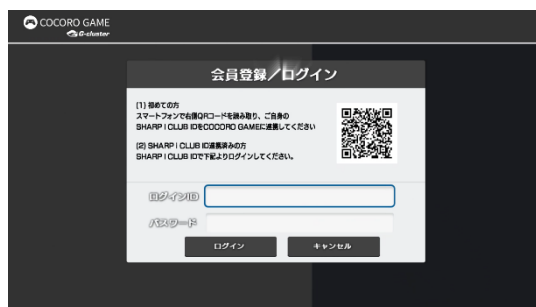 COCORO GAME
G-cluster
会員登録／ログイン
[1] 初めての方
スマートフォンで右側QRコードを読み取り、ご自身の
SHARP i CLUB IDをCOCORO GAMEに連携してください
[2] SHARP i CLUB ID連携済みの方
SHARP i CLUB IDで下記よりログインしてください。
ログインID
パスワード
ログイン
キャンセル